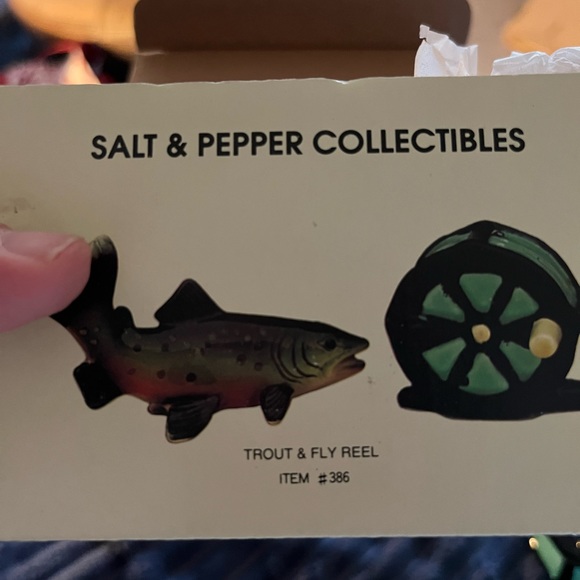 SALT & PEPPER COLLECTIBLES
TROUT & FLY REEL
ITEM #386